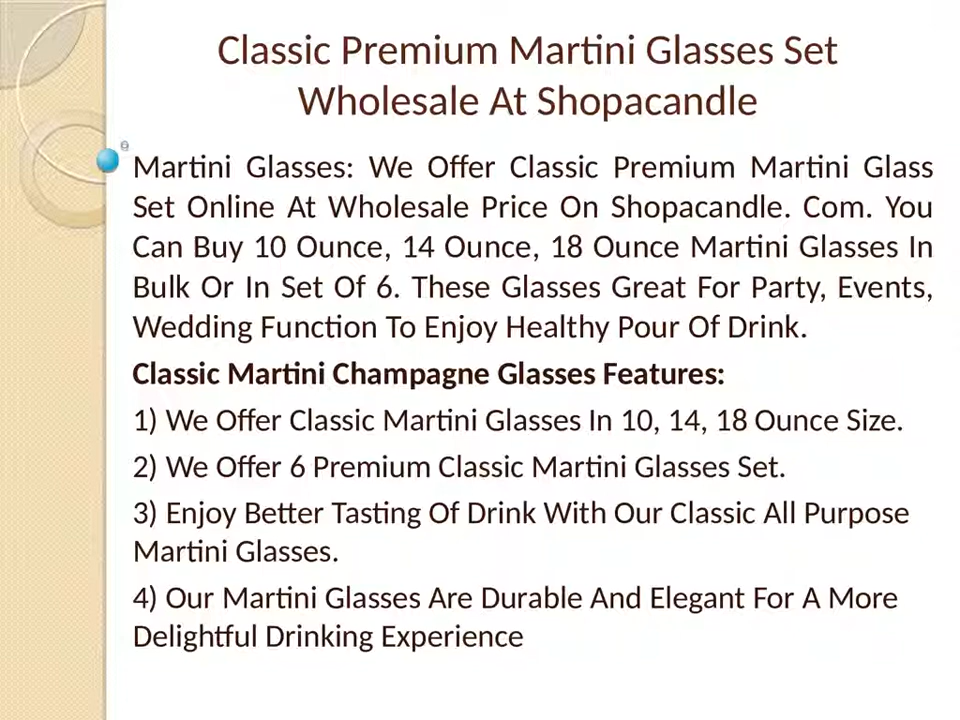 Classic Premium Martini Glasses Set
Wholesale At Shopacandle
Martini Glasses: We Offer Classic Premium Martini Glass
Set Online At Wholesale Price On Shopacandle. Com. You
Can Buy 10 Ounce, 14 Ounce, 18 Ounce Martini Glasses In
Bulk Or In Set Of 6. These Glasses Great For Party, Events,
Wedding Function To Enjoy Healthy Pour Of Drink.
Classic Martini Champagne Glasses Features:
1) We Offer Classic Martini Glasses In 10, 14, 18 Ounce Size.
2) We Offer 6 Premium Classic Martini Glasses Set.
3) Enjoy Better Tasting Of Drink With Our Classic All Purpose
Martini Glasses.
4) Our Martini Glasses Are Durable And Elegant For A More
Delightful Drinking Experience